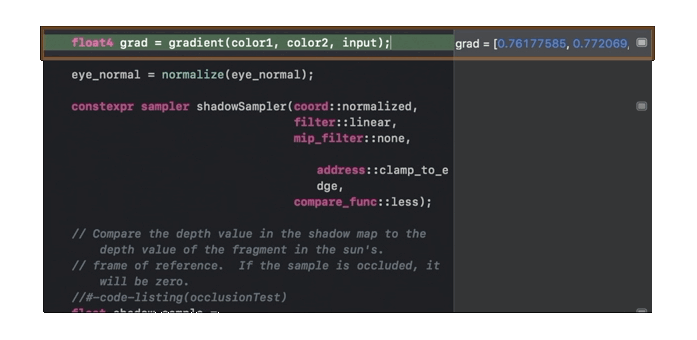 float4 grad = gradient(color1, color2, input); grad = [0.76177585, 0.772069,
eye_normal = normalize(eye_normal);
constexpr sampler shadowSampler(coord::normalized,
filter::linear,
mip_filter::none,
address::clamp_to_e
dge,
compare_func::less);
// Compare the depth value in the shadow map to the
depth value of the fragment in the sun's.
// frame of reference.  If the sample is occluded, it
will be zero.
//#-code-listing(occlusionTest)
float shadow_sample =